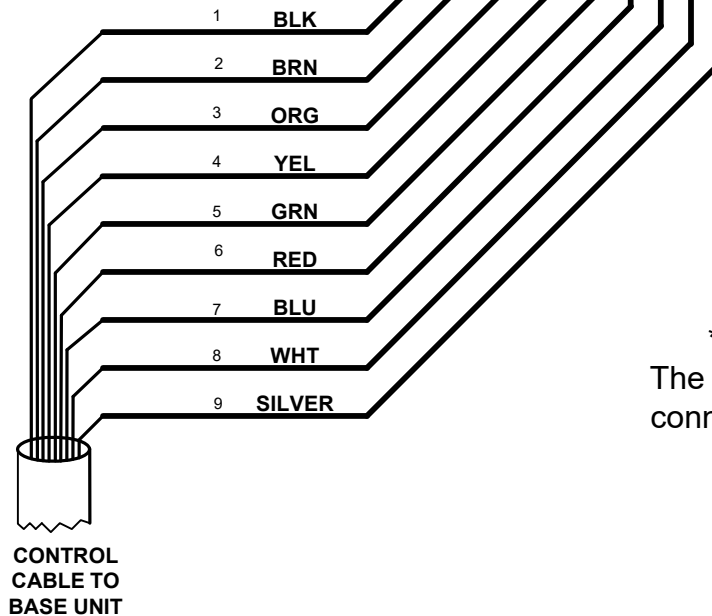 1 BLK
2 BRN
3 ORG
4 YEL
5 GRN
6 RED
7 BLU
8 WHT
9 SILVER
*
The
conn
CONTROL
CABLE TO
BASE UNIT